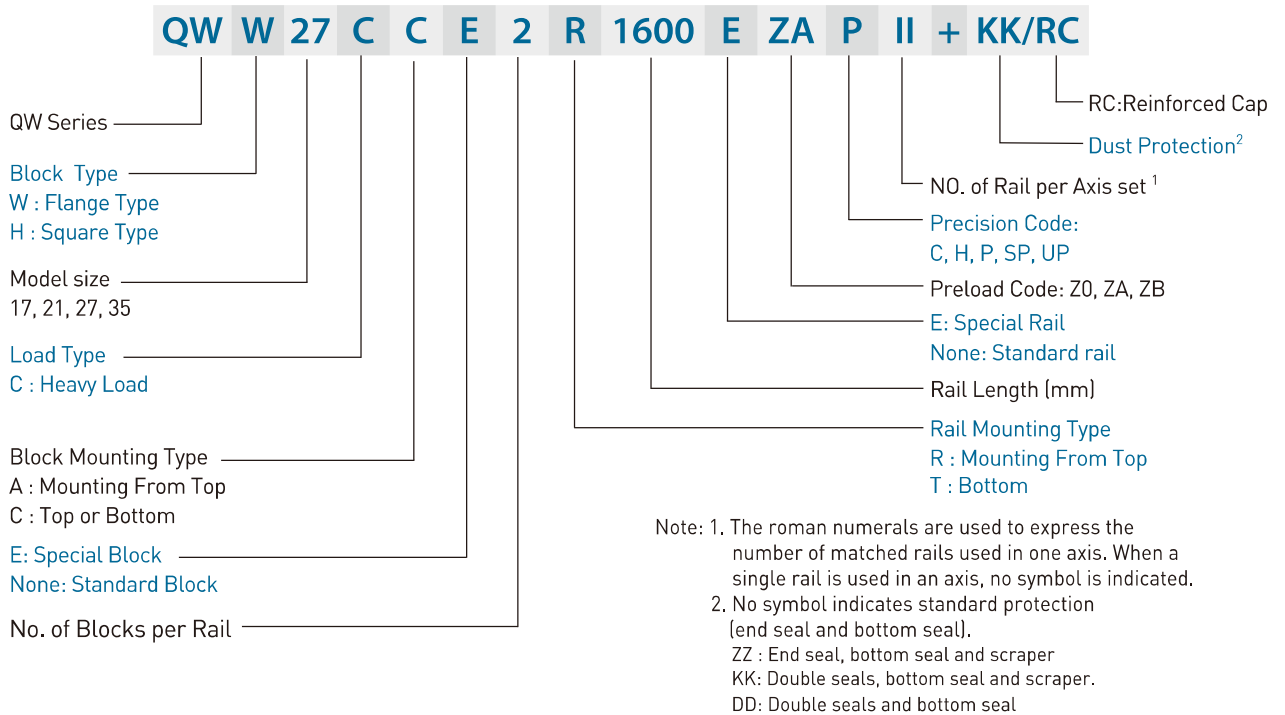 QW W 27 C C E 2 R 1600 E ZA P II + KK/RC
QW Series
Block Type
W : Flange Type
H : Square Type
Model size
17, 21, 27, 35
Load Type
C : Heavy Load
Block Mounting Type
A : Mounting From Top
C : Top or Bottom
E: Special Block
None: Standard Block
No. of Blocks per Rail
RC:Reinforced Cap
Dust Protection²
NO. of Rail per Axis set ¹
Precision Code:
C, H, P, SP, UP
Preload Code: Z0, ZA, ZB
E: Special Rail
None: Standard rail
Rail Length (mm)
Rail Mounting Type
R : Mounting From Top
T : Bottom
Note: 1. The roman numerals are used to express the
number of matched rails used in one axis. When a
single rail is used in an axis, no symbol is indicated.
2. No symbol indicates standard protection
(end seal and bottom seal).
ZZ : End seal, bottom seal and scraper
KK: Double seals, bottom seal and scraper.
DD: Double seals and bottom seal